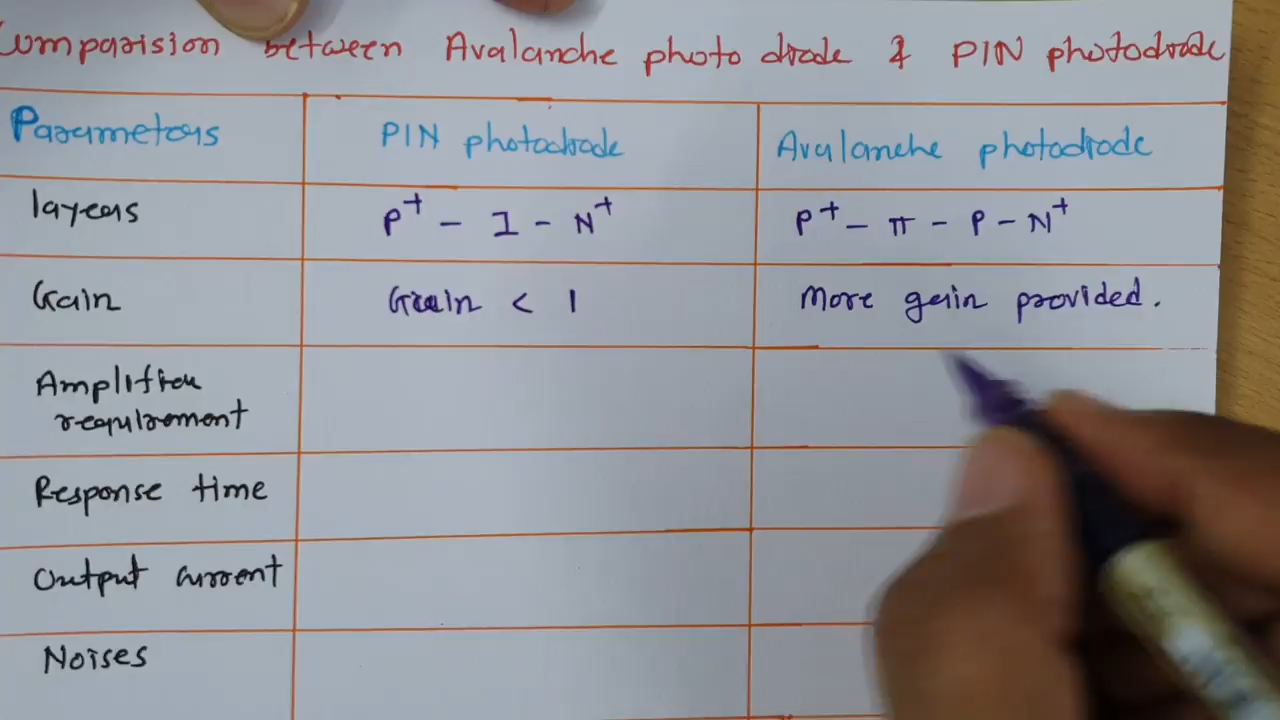 Comparision between Avalanche photo diode & PIN photodiode
Parameters PIN photodiode Avalanche photodiode
layers P+ - I - N+ P+ - π - P - N+
Gain Gain < 1 More gain provided.
Amplifier
requirement
Response time
Output current
Noises